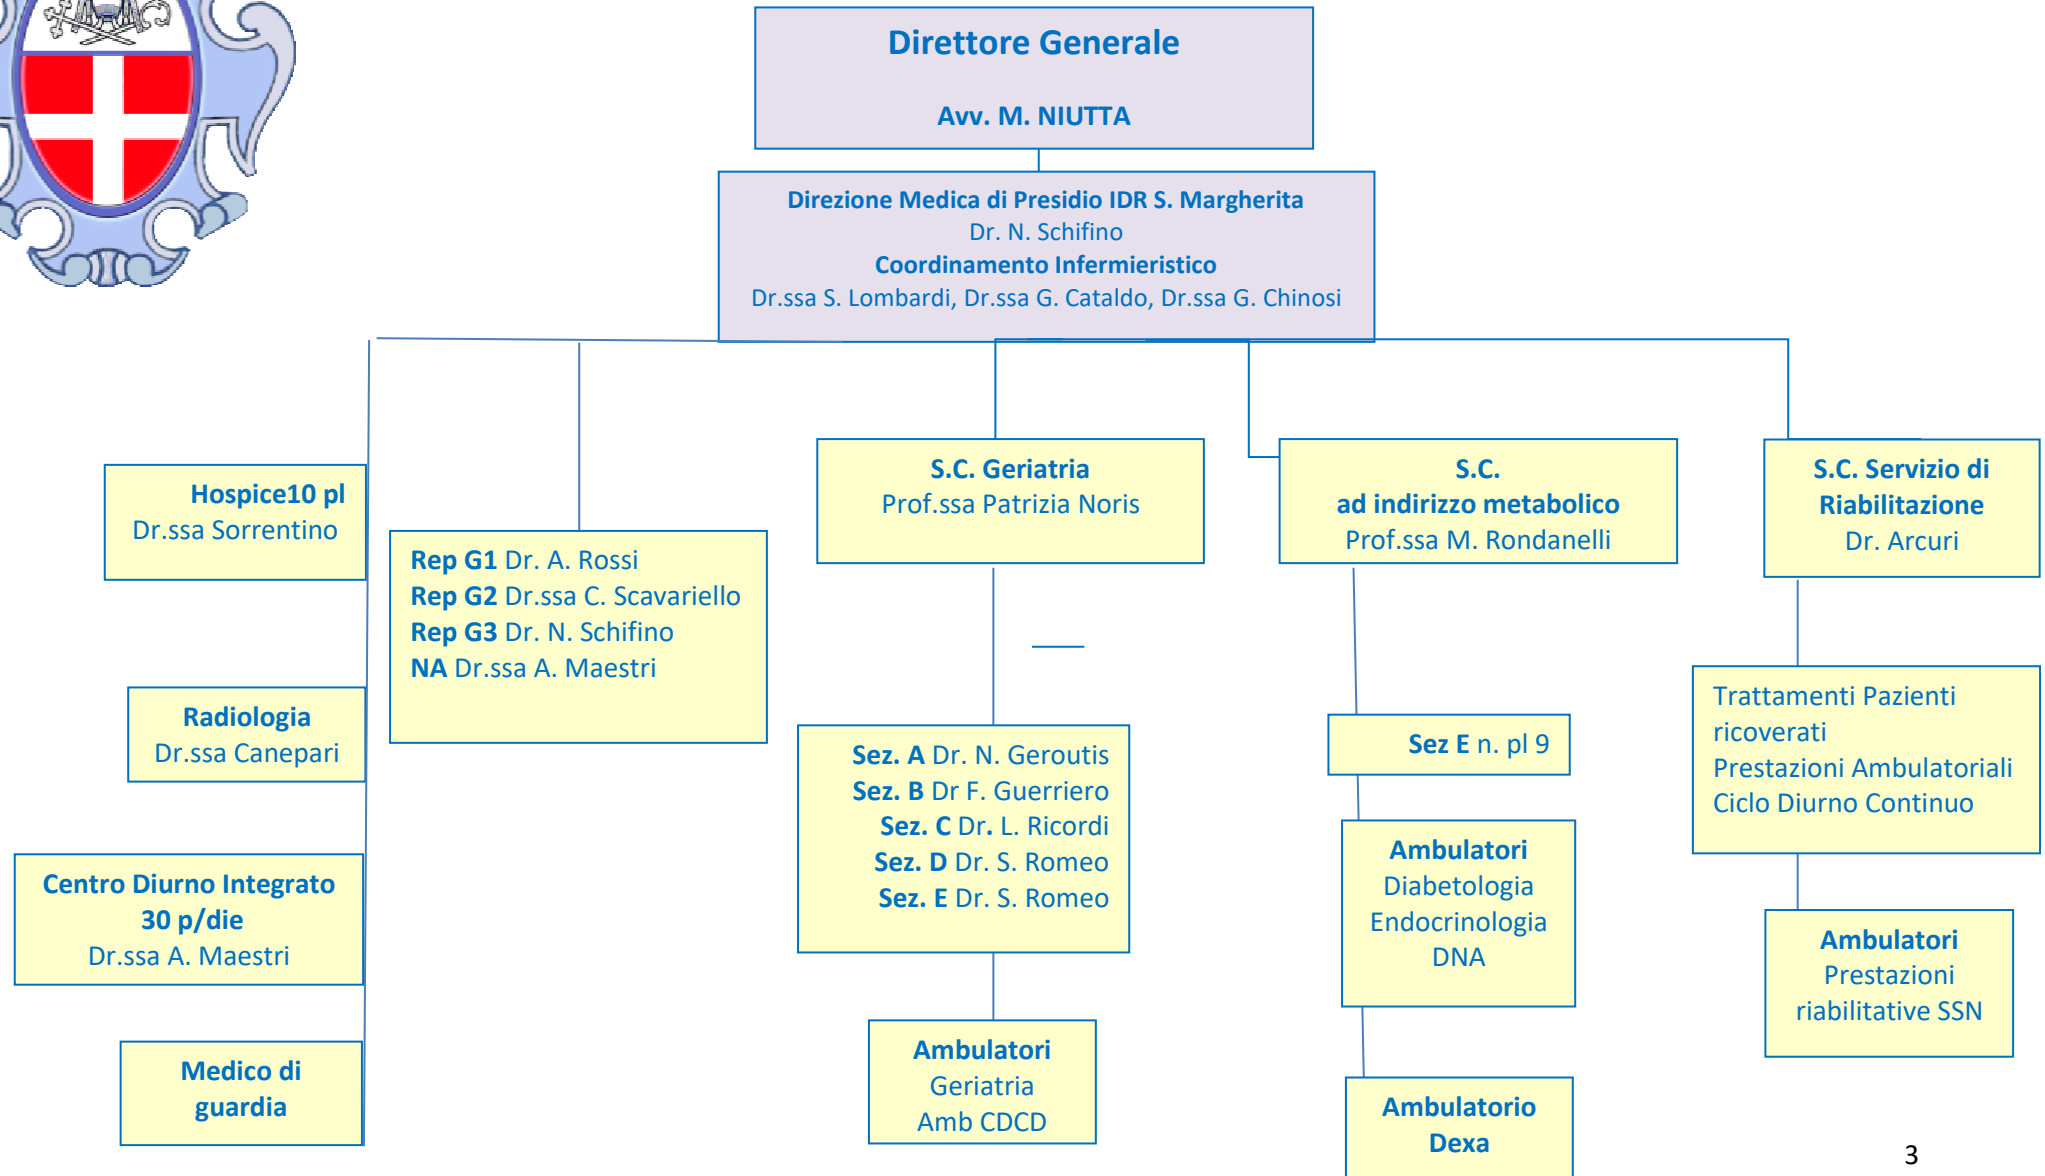 Direttore Generale
Avv. M. NIUTTA
Direzione Medica di Presidio IDR S. Margherita
Dr. N. Schifino
Coordinamento Infermieristico
Dr.ssa S. Lombardi, Dr.ssa G. Cataldo, Dr.ssa G. Chinosi
Hospice10 pl
Dr.ssa Sorrentino
Radiologia
Dr.ssa Canepari
Centro Diurno Integrato
30 p/die
Dr.ssa A. Maestri
Medico di
guardia
Rep G1 Dr. A. Rossi
Rep G2 Dr.ssa C. Scavariello
Rep G3 Dr. N. Schifino
NA Dr.ssa A. Maestri
S.C. Geriatria
Prof.ssa Patrizia Noris
Sez. A Dr. N. Geroutis
Sez. B Dr F. Guerriero
Sez. C Dr. L. Ricordi
Sez. D Dr. S. Romeo
Sez. E Dr. S. Romeo
Ambulatori
Geriatria
Amb CDCD
S.C.
ad indirizzo metabolico
Prof.ssa M. Rondanelli
Sez E n. pl 9
Ambulatori
Diabetologia
Endocrinologia
DNA
Ambulatorio
Dexa
S.C. Servizio di
Riabilitazione
Dr. Arcuri
Trattamenti Pazienti
ricoverati
Prestazioni Ambulatoriali
Ciclo Diurno Continuo
Ambulatori
Prestazioni
riabilitative SSN
3